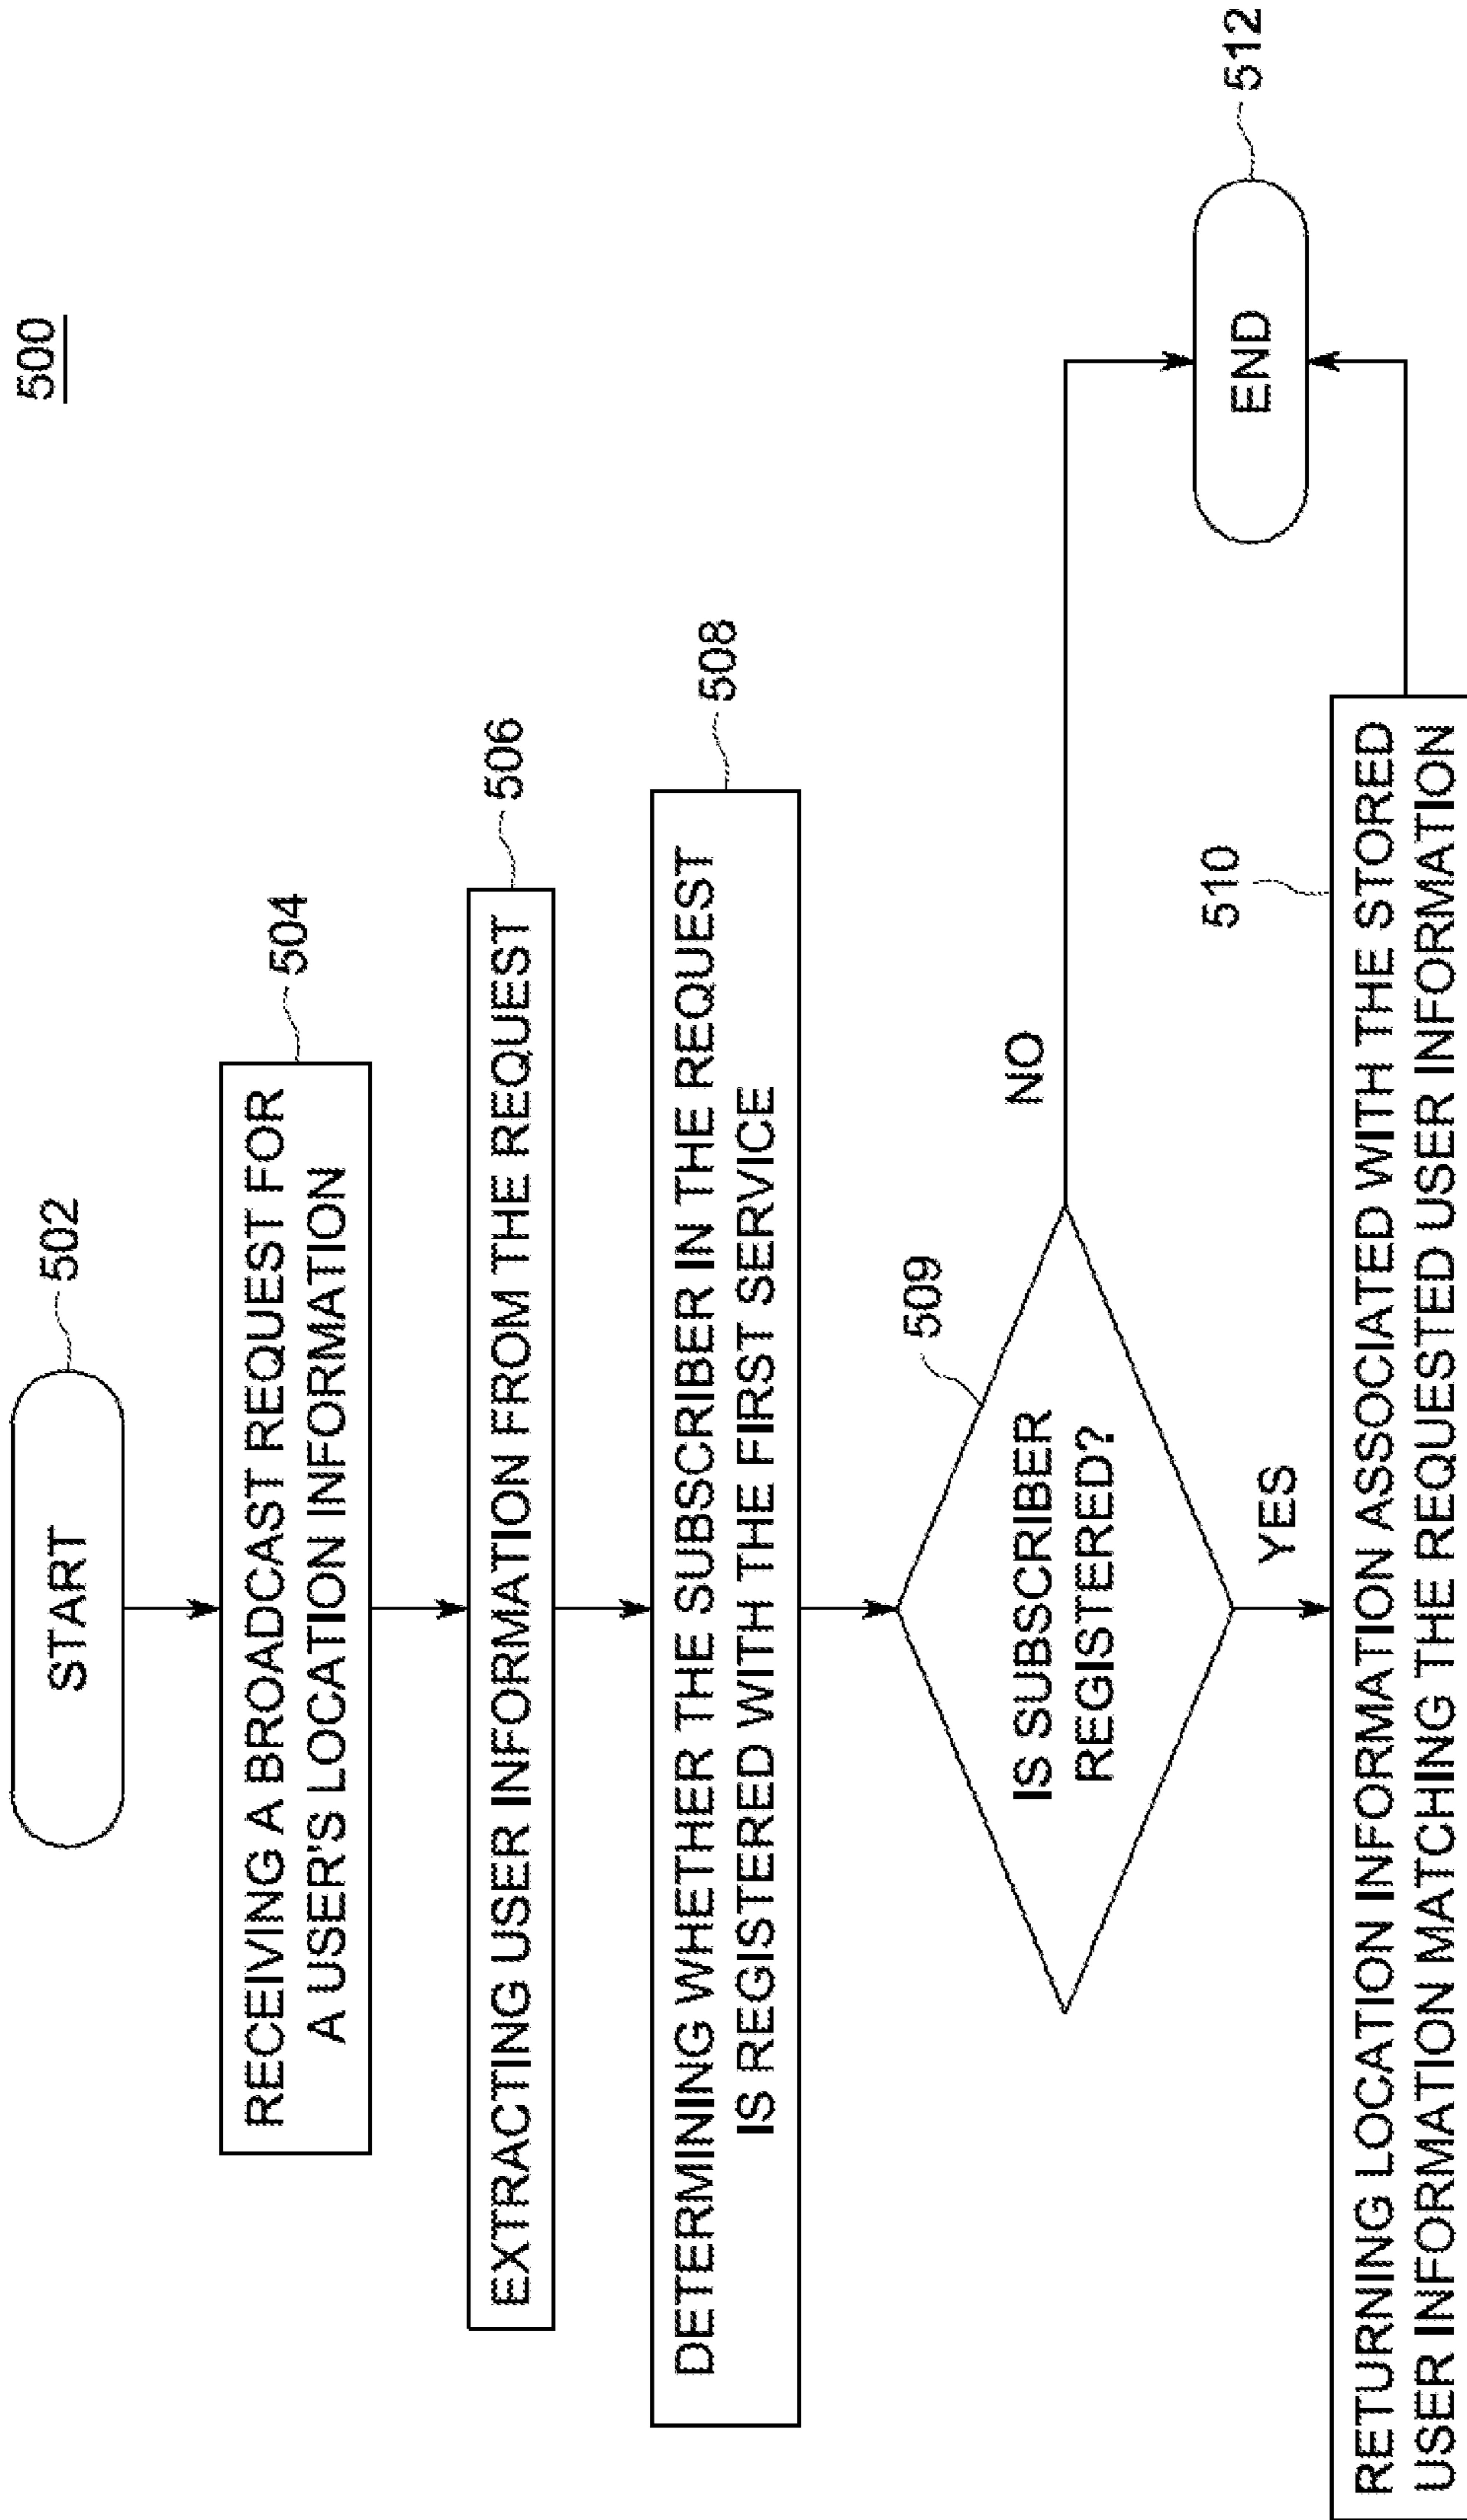 500
START
502
RECEIVING A BROADCAST REQUEST FOR
A USER'S LOCATION INFORMATION
504
EXTRACTING USER INFORMATION FROM THE REQUEST
506
DETERMINING WHETHER THE SUBSCRIBER IN THE REQUEST
IS REGISTERED WITH THE FIRST SERVICE
508
IS SUBSCRIBER
REGISTERED?
509
NO
YES
510
RETURNING LOCATION INFORMATION ASSOCIATED WITH THE STORED
USER INFORMATION MATCHING THE REQUESTED USER INFORMATION
END
512